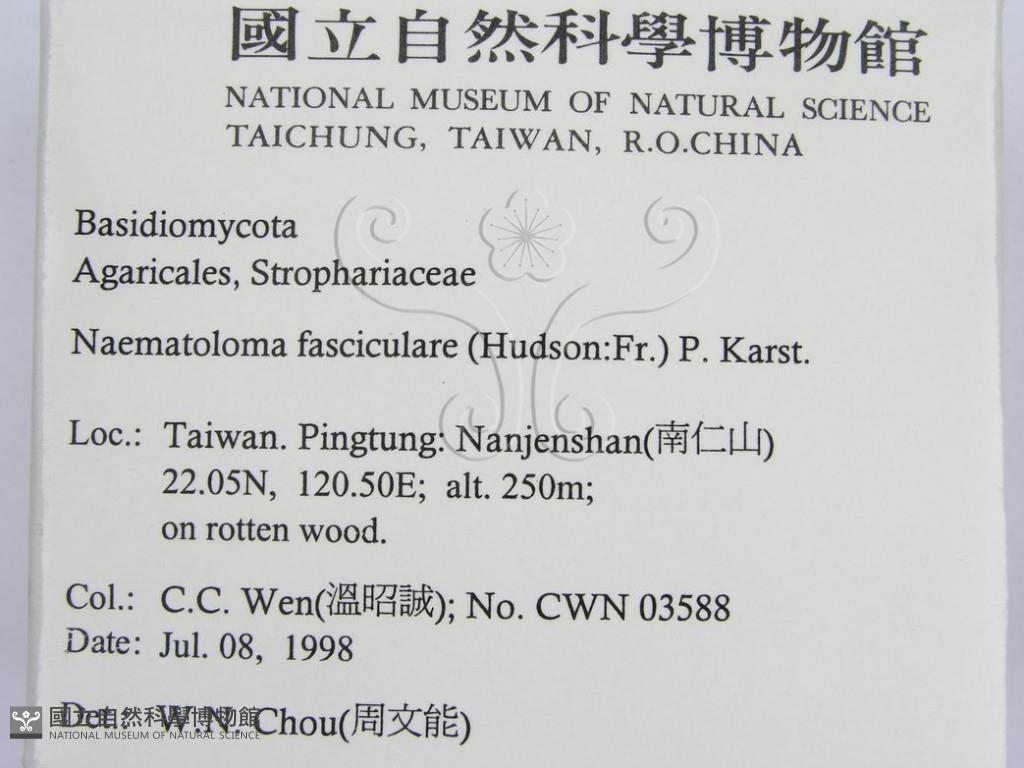 國立自然科學博物館
NATIONAL MUSEUM OF NATURAL SCIENCE
TAICHUNG, TAIWAN, R.O.CHINA
Basidiomycota
Agaricales, Strophariaceae
Naematoloma fasciculare (Hudson:Fr.) P. Karst.
Loc.: Taiwan. Pingtung: Nanjenshan(南仁山)
22.05N, 120.50E; alt. 250m;
on rotten wood.
Col.: C.C. Wen(溫昭誠); No. CWN 03588
Date: Jul. 08, 1998
Det.: W.N. Chou(周文能)
國立自然科學博物館
NATIONAL MUSEUM OF NATURAL SCIENCE